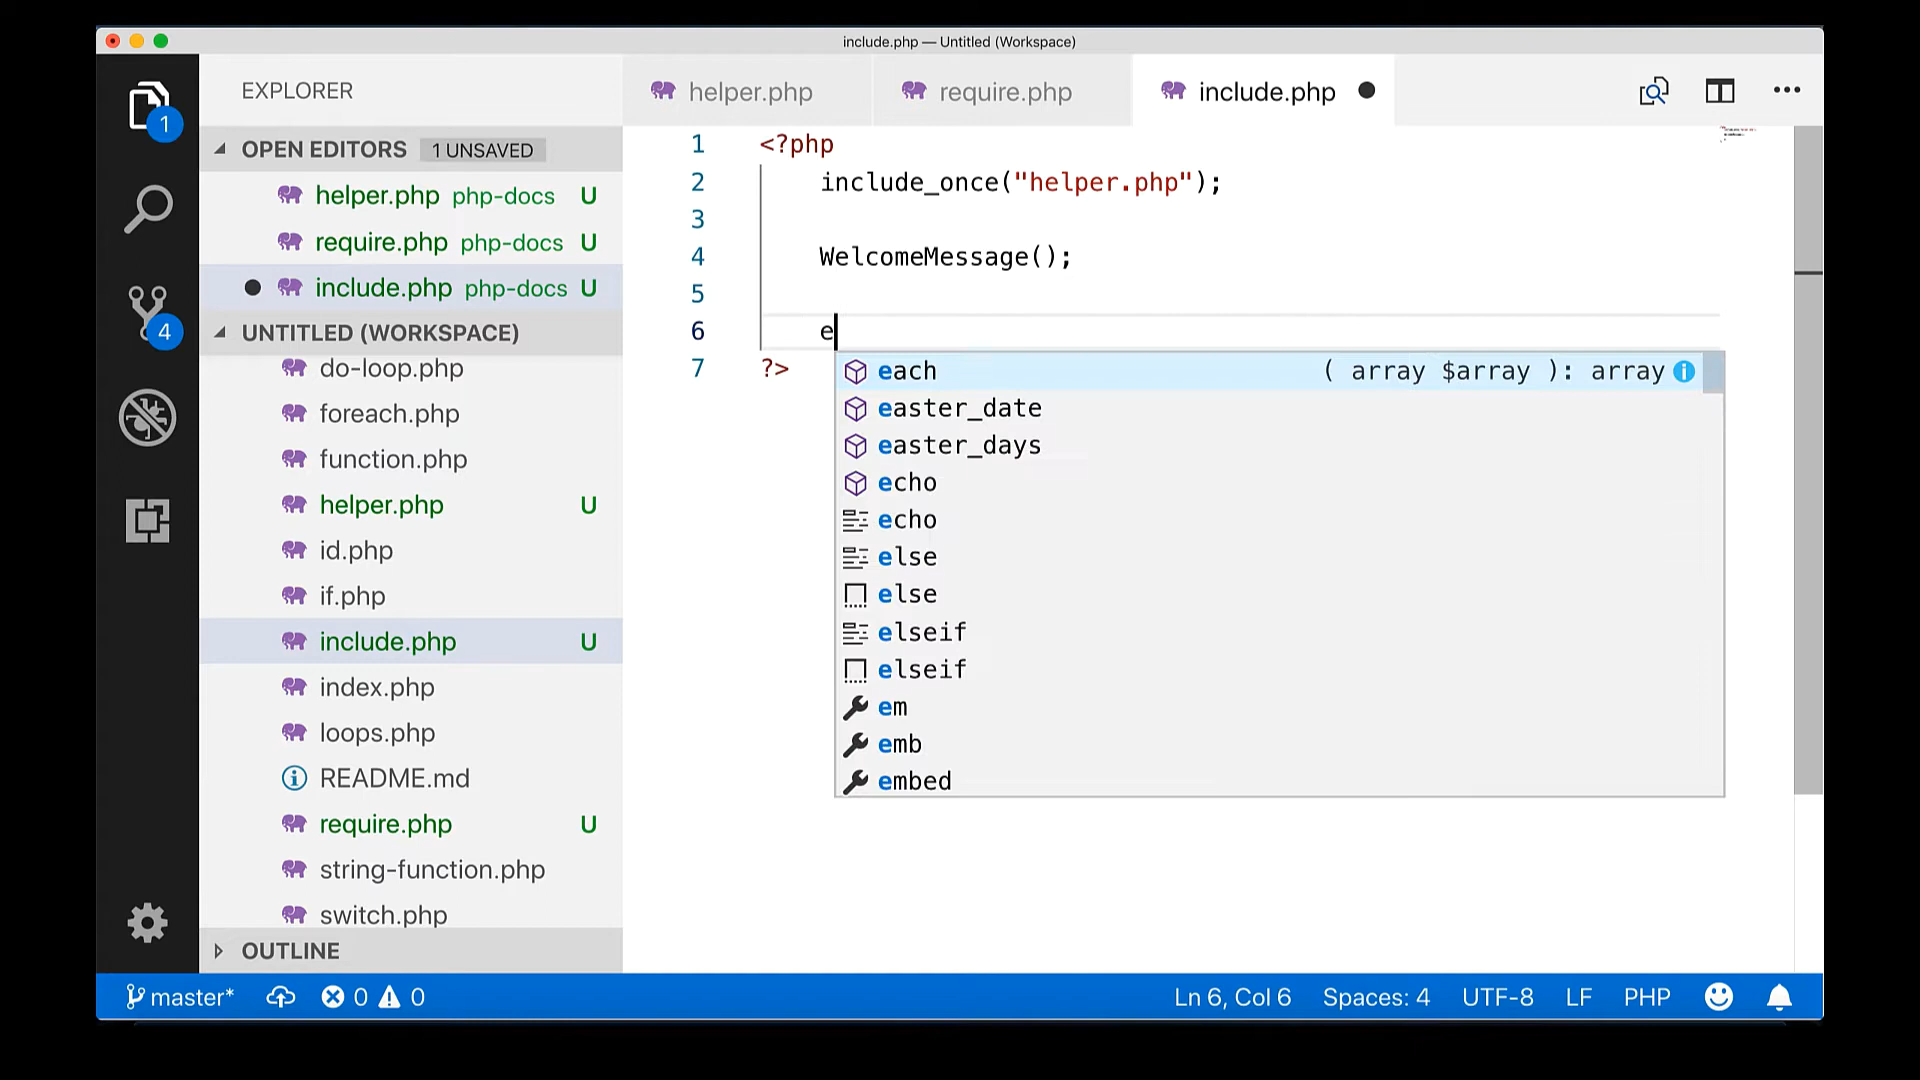 include.php — Untitled (Workspace)
EXPLORER
helper.php
require.php
include.php
1
OPEN EDITORS 1 UNSAVED
helper.php php-docs U
require.php php-docs U
include.php php-docs U
4
UNTITLED (WORKSPACE)
do-loop.php
foreach.php
function.php
helper.php U
id.php
if.php
include.php U
index.php
loops.php
README.md
require.php U
string-function.php
switch.php
OUTLINE
1 <?php
2 include_once("helper.php");
3
4 WelcomeMessage();
5
6 e
7 ?>
each ( array $array ): array
easter_date
easter_days
echo
echo
else
else
elseif
elseif
em
emb
embed
master* 0 0 Ln 6, Col 6 Spaces: 4 UTF-8 LF PHP